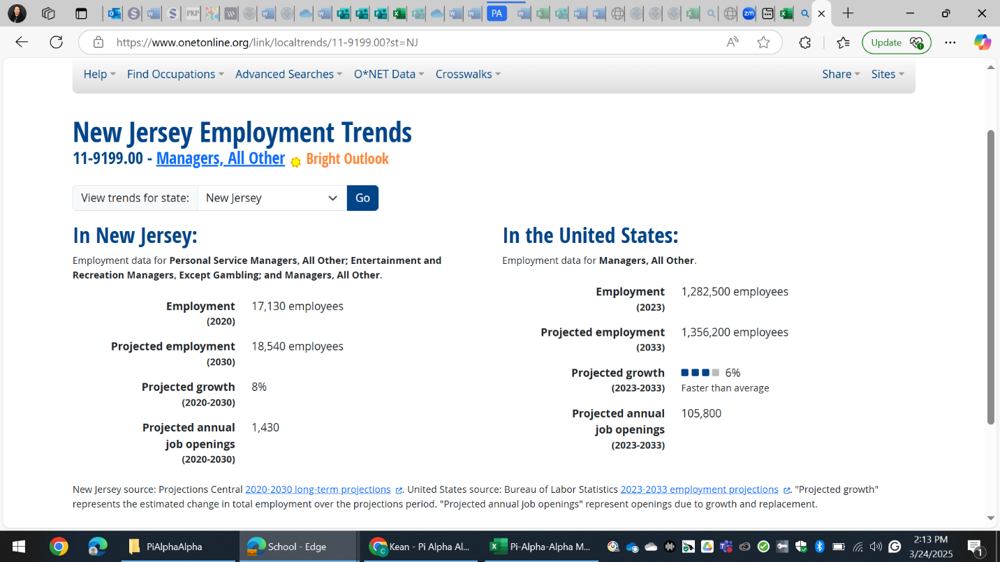 PKP
PA
zm
https://www.onetonline.org/link/localtrends/11-9199.00?st=NJ
Update
Help Find Occupations Advanced Searches O*NET Data Crosswalks Share Sites
New Jersey Employment Trends
11-9199.00 - Managers, All Other Bright Outlook
View trends for state: New Jersey Go
In New Jersey:
Employment data for Personal Service Managers, All Other; Entertainment and
Recreation Managers, Except Gambling; and Managers, All Other.
Employment 17,130 employees
(2020)
Projected employment 18,540 employees
(2030)
Projected growth 8%
(2020-2030)
Projected annual 1,430
job openings
(2020-2030)
In the United States:
Employment data for Managers, All Other.
Employment 1,282,500 employees
(2023)
Projected employment 1,356,200 employees
(2033)
Projected growth 6%
(2023-2033) Faster than average
Projected annual 105,800
job openings
(2023-2033)
New Jersey source: Projections Central 2020-2030 long-term projections . United States source: Bureau of Labor Statistics 2023-2033 employment projections . "Projected growth"
represents the estimated change in total employment over the projections period. "Projected annual job openings" represent openings due to growth and replacement.
PiAlphaAlpha School - Edge Kean - Pi Alpha Al... Pi-Alpha-Alpha M...
2:13 PM
3/24/2025
1